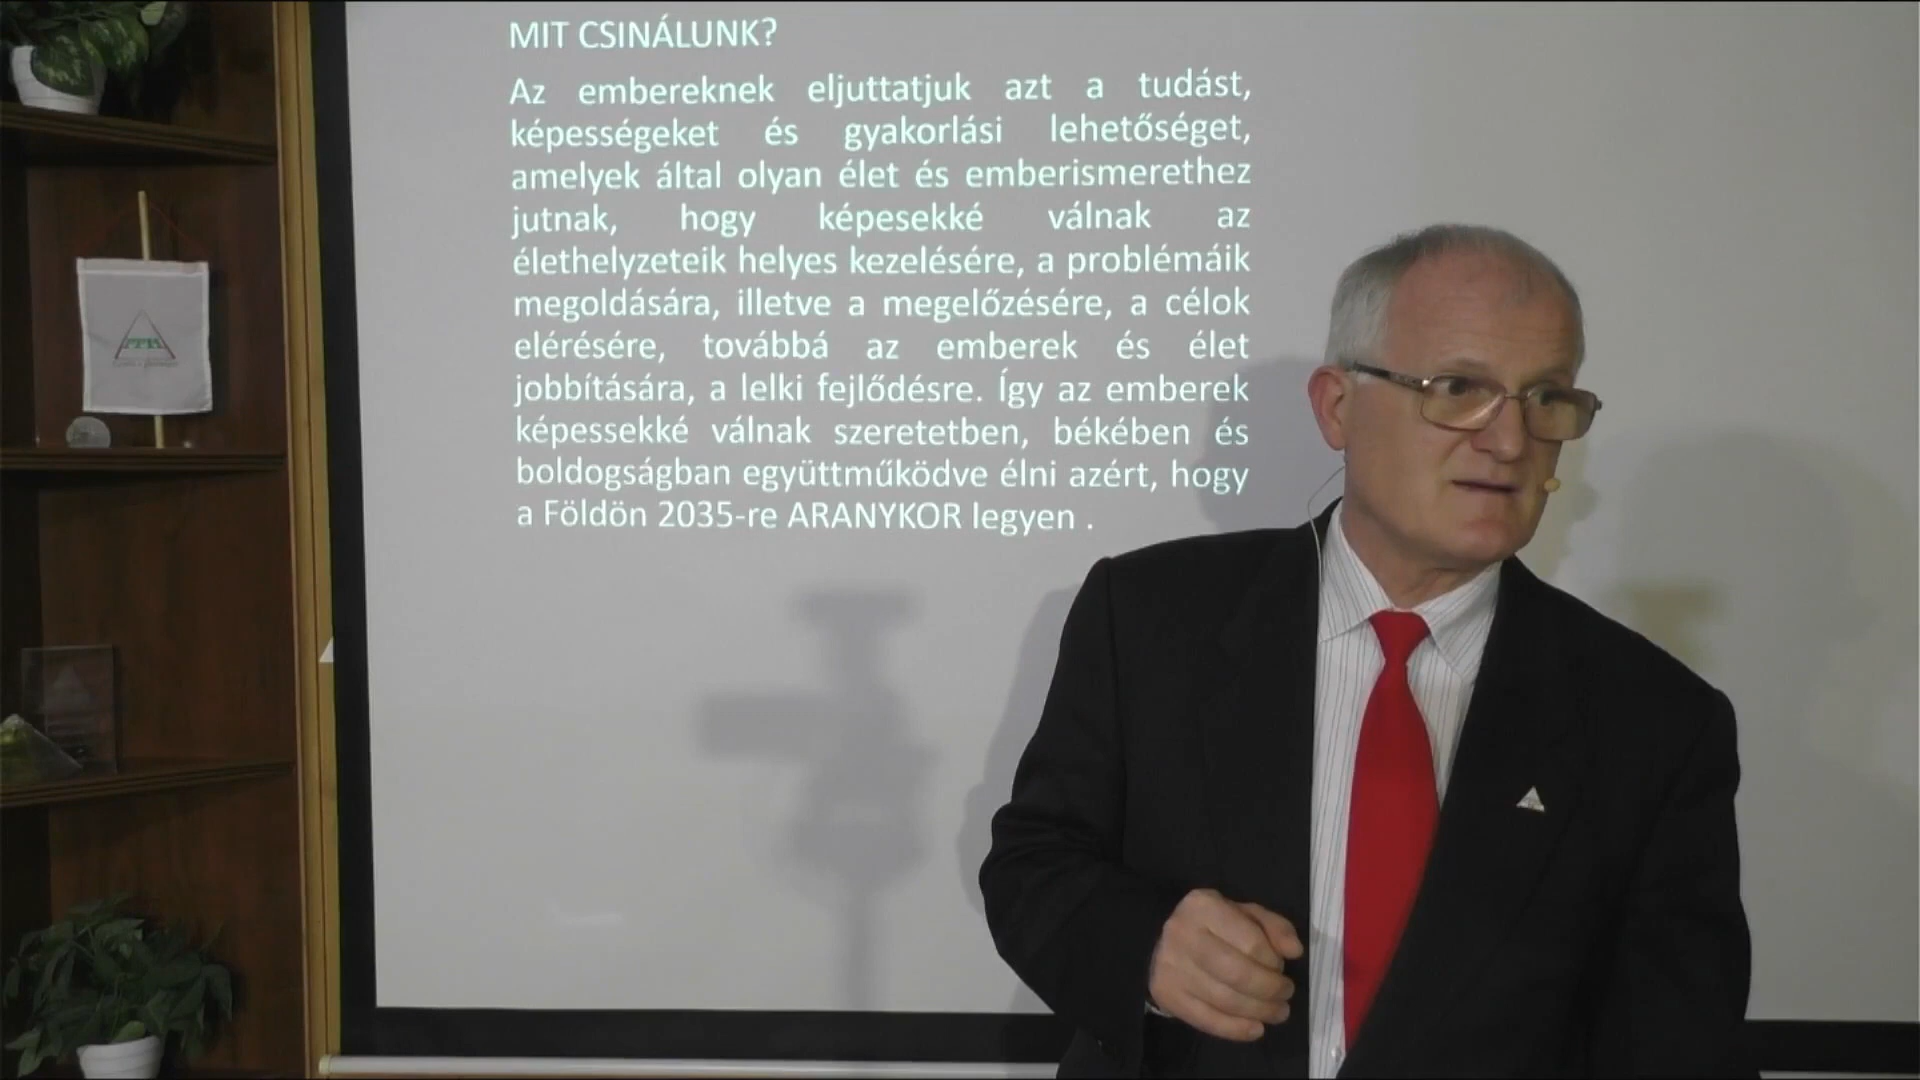 MIT CSINÁLUNK?
Az embereknek eljuttatjuk azt a tudást,
képességeket és gyakorlási lehetőséget,
amelyek által olyan élet és emberismerethez
jutnak, hogy képesekké válnak az
élethelyzeteik helyes kezelésére, a problémáik
megoldására, illetve a megelőzésére, a célok
elérésére, továbbá az emberek és élet
jobbítására, a lelki fejlődésre. Így az emberek
képessekké válnak szeretetben, békében és
boldogságban együttműködve élni azért, hogy
a Földön 2035-re ARANYKOR legyen .